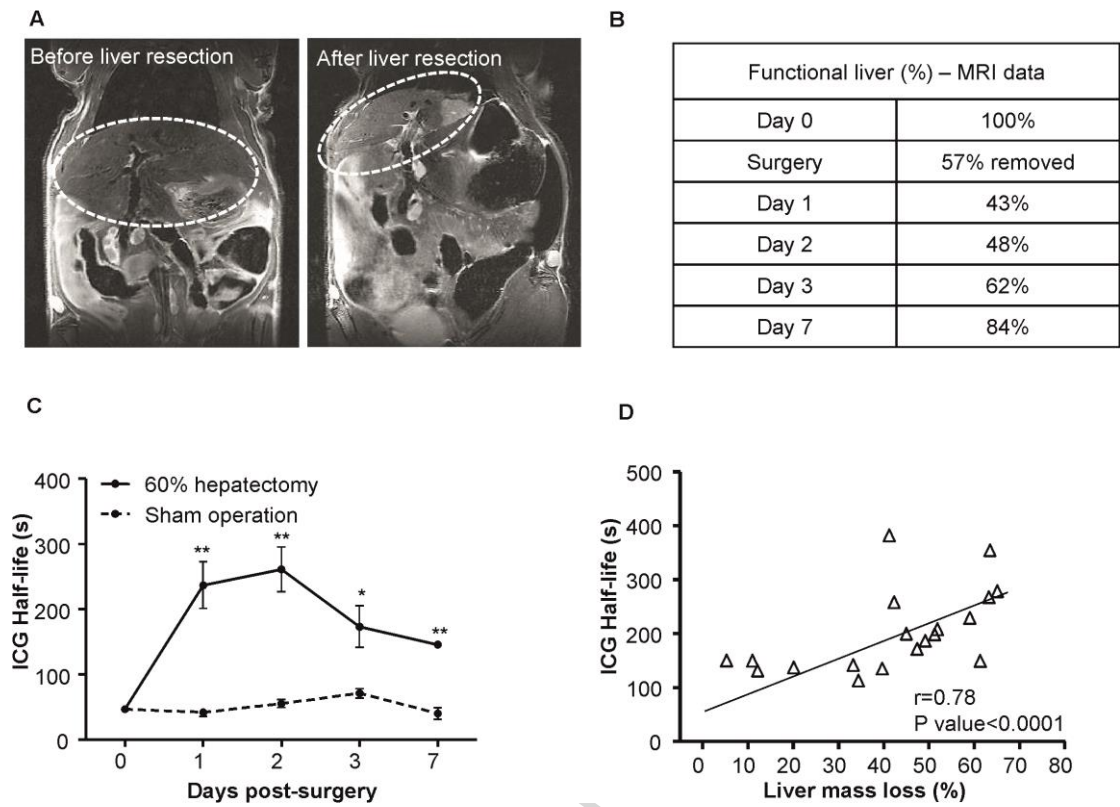 A
Before liver resection
After liver resection
B
Functional liver (%) – MRI data
Day 0 100%
Surgery 57% removed
Day 1 43%
Day 2 48%
Day 3 62%
Day 7 84%
C
400
300
200
100
0
ICG Half-life (s)
60% hepatectomy
Sham operation
**
**
*
**
0 1 2 3 7
Days post-surgery
D
500
400
300
200
100
0
ICG Half-life (s)
r=0.78
P value<0.0001
0 10 20 30 40 50 60 70 80
Liver mass loss (%)